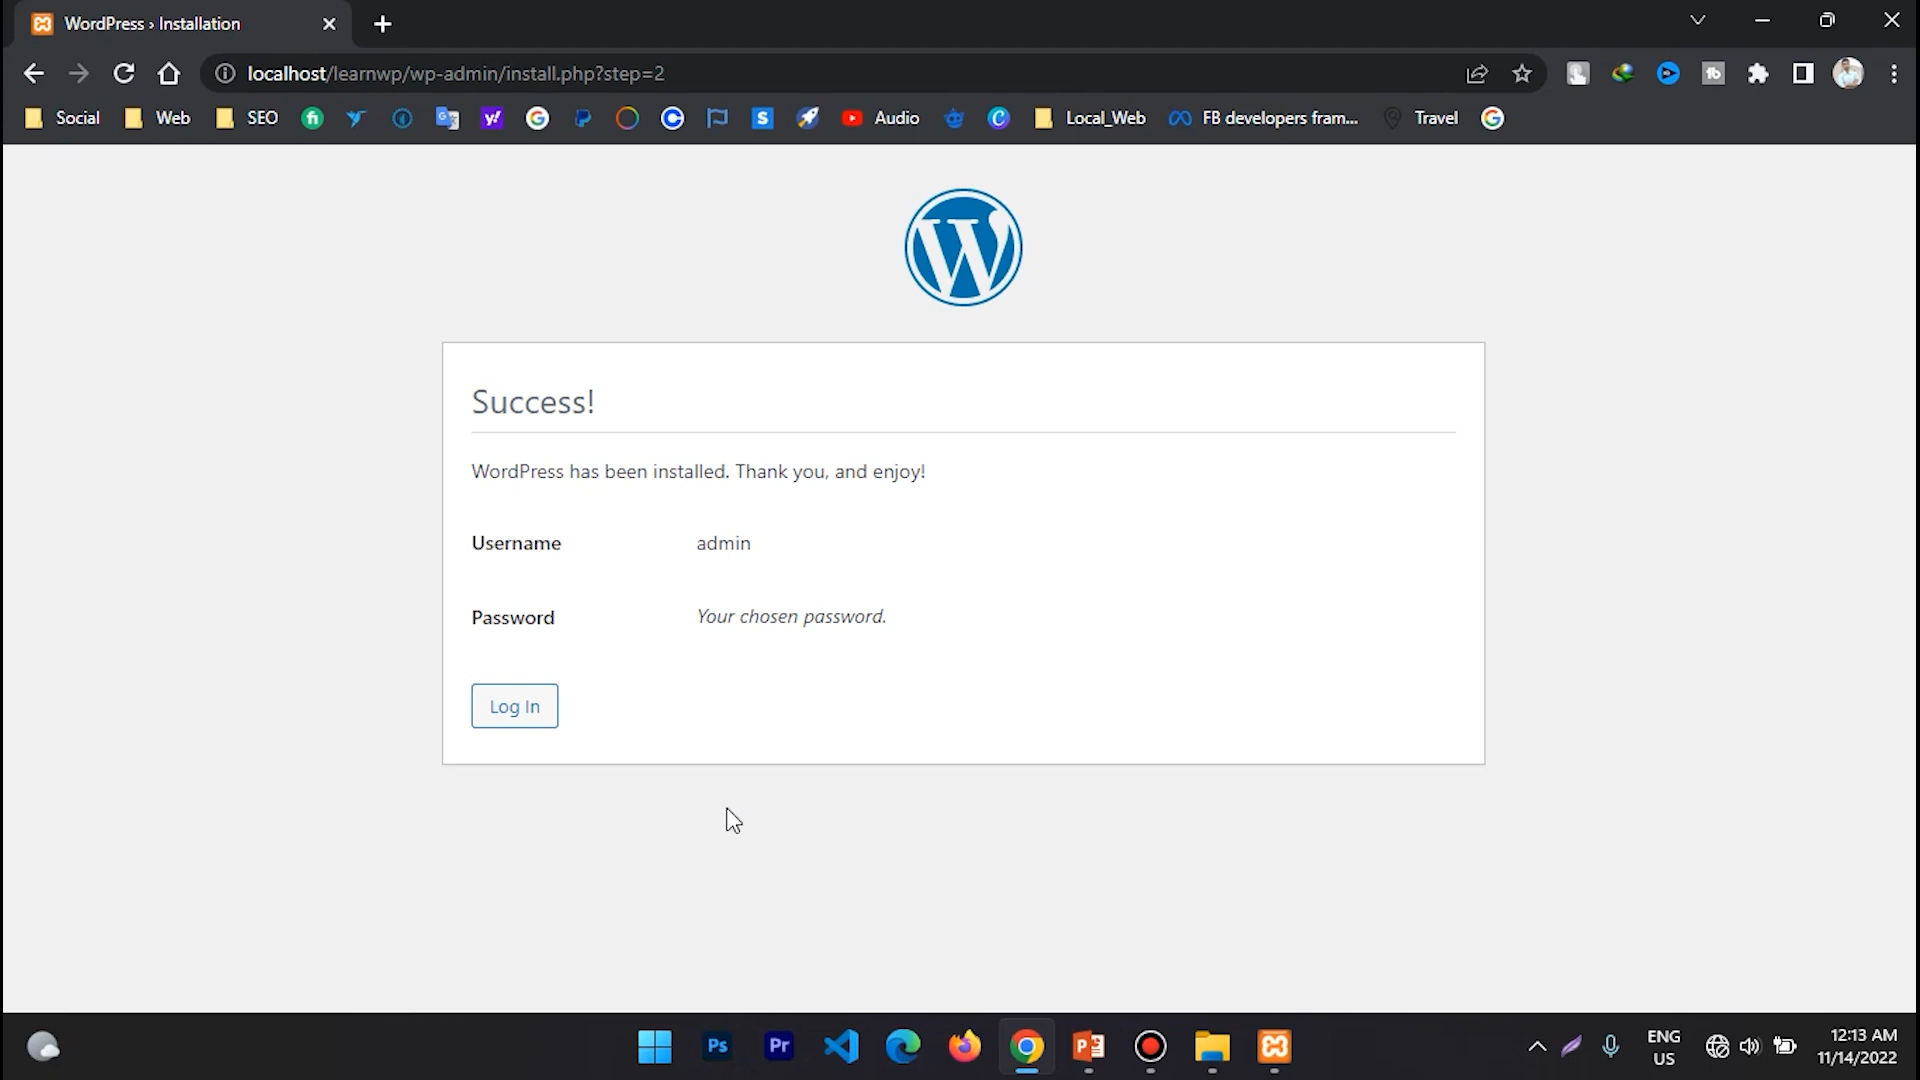 WordPress › Installation
localhost/learnwp/wp-admin/install.php?step=2
Social Web SEO Audio Local_Web FB developers fram... Travel
Success!
WordPress has been installed. Thank you, and enjoy!
Username admin
Password Your chosen password.
Log In
Ps Pr
ENG
US
12:13 AM
11/14/2022